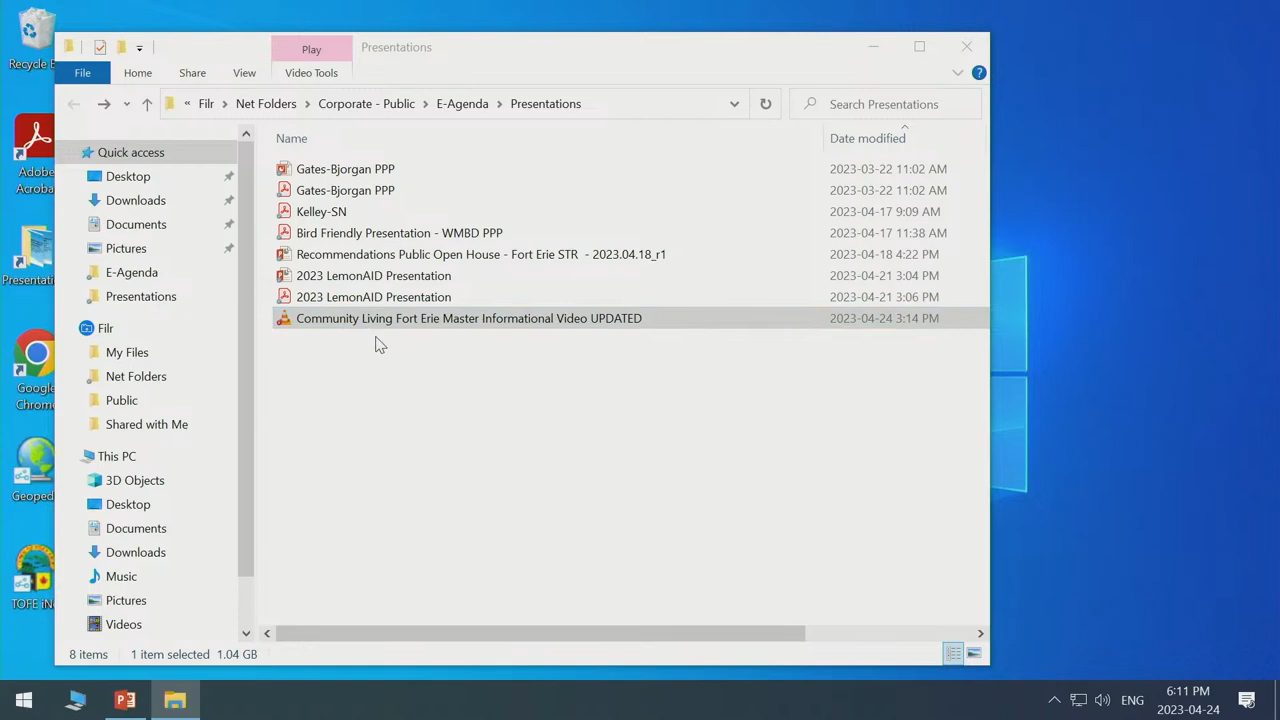 Play
Presentations
File
Home
Share
View
Video Tools
«
Filr
Net Folders
Corporate - Public
E-Agenda
Presentations
Search Presentations
Name
Date modified
Gates-Bjorgan PPP 2023-03-22 11:02 AM
Gates-Bjorgan PPP 2023-03-22 11:02 AM
Kelley-SN 2023-04-17 9:09 AM
Bird Friendly Presentation - WMBD PPP 2023-04-17 11:38 AM
Recommendations Public Open House - Fort Erie STR - 2023.04.18_r1 2023-04-18 4:22 PM
2023 LemonAID Presentation 2023-04-21 3:04 PM
2023 LemonAID Presentation 2023-04-21 3:06 PM
Community Living Fort Erie Master Informational Video UPDATED 2023-04-24 3:14 PM
Quick access
Desktop
Downloads
Documents
Pictures
E-Agenda
Presentations
Filr
My Files
Net Folders
Public
Shared with Me
This PC
3D Objects
Desktop
Documents
Downloads
Music
Pictures
Videos
8 items 1 item selected 1.04 GB
Recycle
Adobe
Acroba
Presentati
Google
Chrom
Geoped
TOFE iN
ENG
6:11 PM
2023-04-24